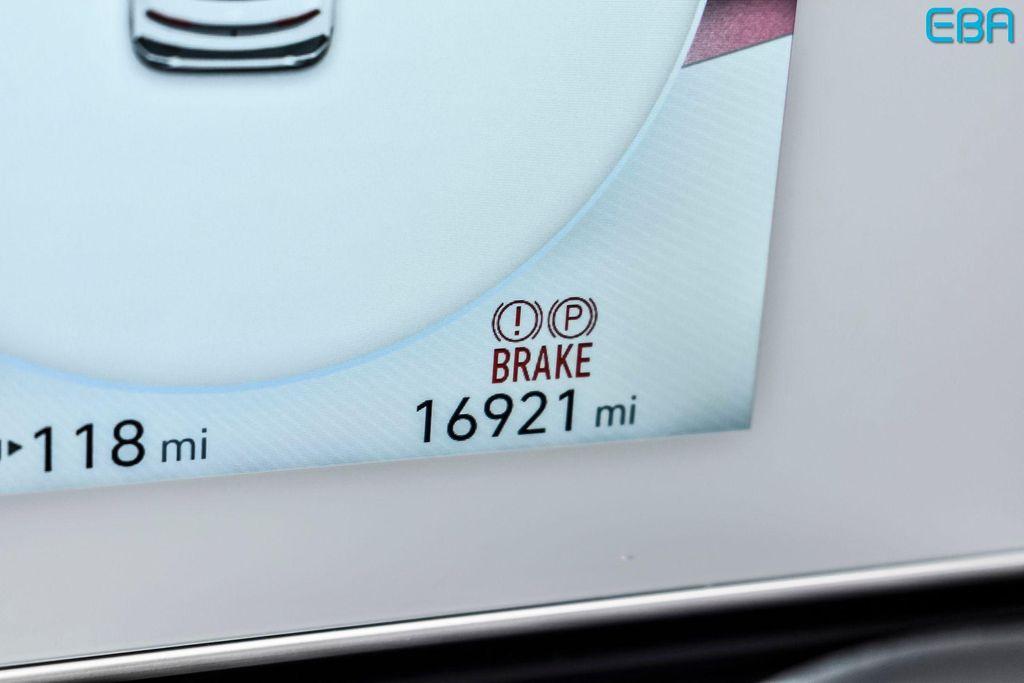 EBA
(!) (P)
BRAKE
118 mi
16921 mi